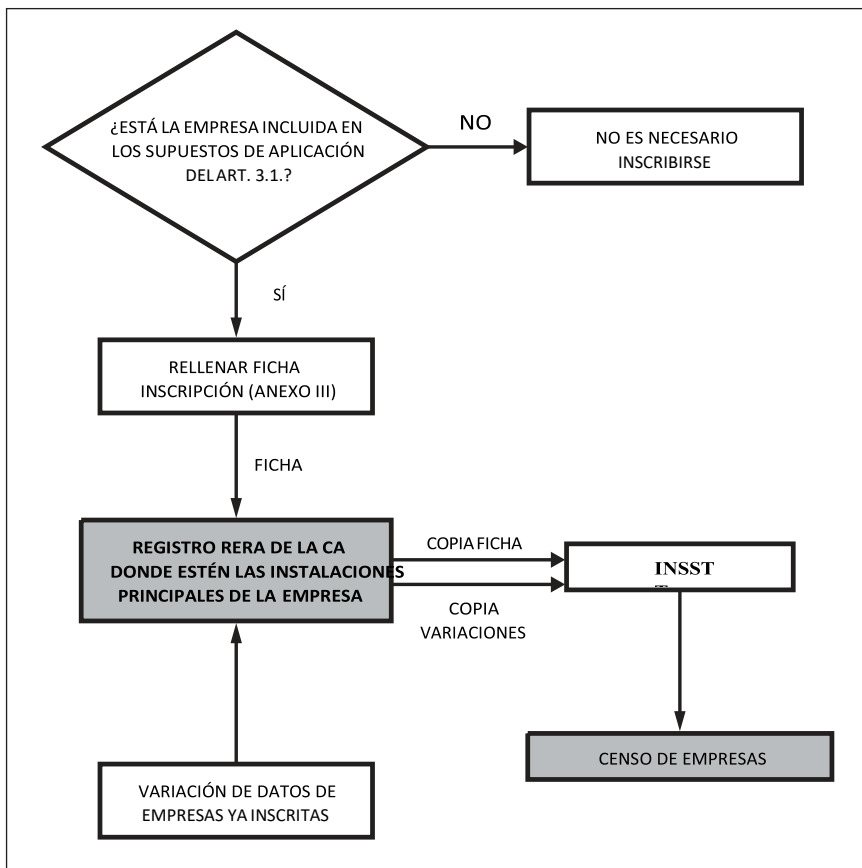 ¿ESTÁ LA EMPRESA INCLUIDA EN
LOS SUPUESTOS DE APLICACIÓN
DEL ART. 3.1.?
NO
NO ES NECESARIO
INSCRIBIRSE
SÍ
RELLENAR FICHA
INSCRIPCIÓN (ANEXO III)
FICHA
REGISTRO RERA DE LA CA
DONDE ESTÉN LAS INSTALACIONES
PRINCIPALES DE LA EMPRESA
COPIA FICHA
COPIA
VARIACIONES
INSST
CENSO DE EMPRESAS
VARIACIÓN DE DATOS DE
EMPRESAS YA INSCRITAS